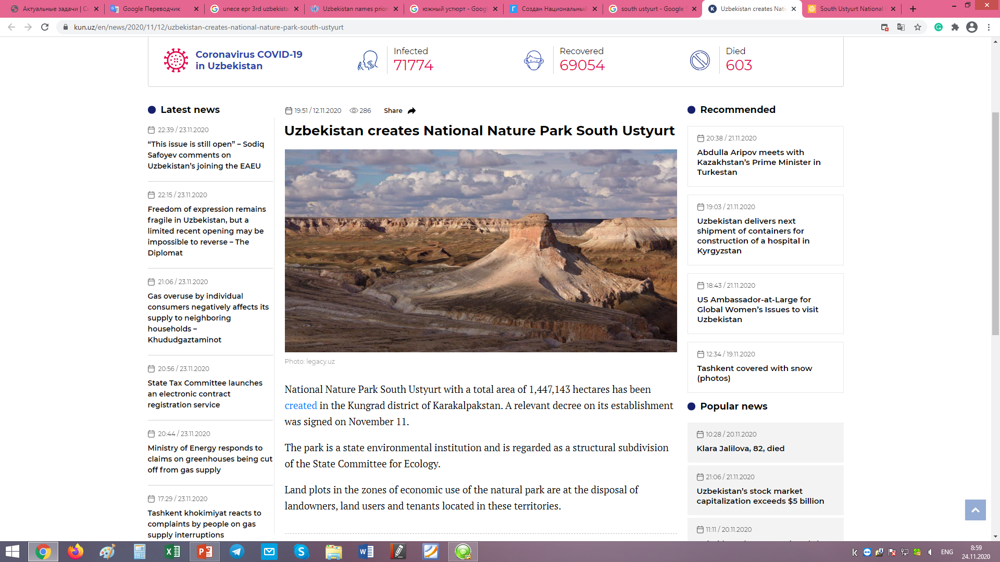 Актуальные задачи | С
Google Переводчик
unece epr 3rd uzbekista
Uzbekistan names prior
южный устюрт - Goog
Создан Национальный
south ustyurt - Google S
Uzbekistan creates Nati
South Ustyurt National
kun.uz/en/news/2020/11/12/uzbekistan-creates-national-nature-park-south-ustyurt
Coronavirus COVID-19
in Uzbekistan
Infected
71774
Recovered
69054
Died
603
Latest news
22:39 / 23.11.2020
“This issue is still open” – Sodiq
Safoyev comments on
Uzbekistan’s joining the EAEU
22:15 / 23.11.2020
Freedom of expression remains
fragile in Uzbekistan, but a
limited recent opening may be
impossible to reverse – The
Diplomat
21:06 / 23.11.2020
Gas overuse by individual
consumers negatively affects its
supply to neighboring
households –
Khududgaztaminot
20:56 / 23.11.2020
State Tax Committee launches
an electronic contract
registration service
20:44 / 23.11.2020
Ministry of Energy responds to
claims on greenhouses being cut
off from gas supply
17:29 / 23.11.2020
Tashkent khokimiyat reacts to
complaints by people on gas
supply interruptions
19:51 / 12.11.2020 286 Share
Uzbekistan creates National Nature Park South Ustyurt
Photo: legacy.uz
National Nature Park South Ustyurt with a total area of 1,447,143 hectares has been
created in the Kungrad district of Karakalpakstan. A relevant decree on its establishment
was signed on November 11.
The park is a state environmental institution and is regarded as a structural subdivision
of the State Committee for Ecology.
Land plots in the zones of economic use of the natural park are at the disposal of
landowners, land users and tenants located in these territories.
Recommended
20:38 / 21.11.2020
Abdulla Aripov meets with
Kazakhstan’s Prime Minister in
Turkestan
19:03 / 21.11.2020
Uzbekistan delivers next
shipment of containers for
construction of a hospital in
Kyrgyzstan
18:43 / 21.11.2020
US Ambassador-at-Large for
Global Women’s Issues to visit
Uzbekistan
12:34 / 19.11.2020
Tashkent covered with snow
(photos)
Popular news
10:28 / 20.11.2020
Klara Jalilova, 82, died
21:06 / 21.11.2020
Uzbekistan’s stock market
capitalization exceeds $5 billion
11:11 / 20.11.2020
ENG
8:59
24.11.2020